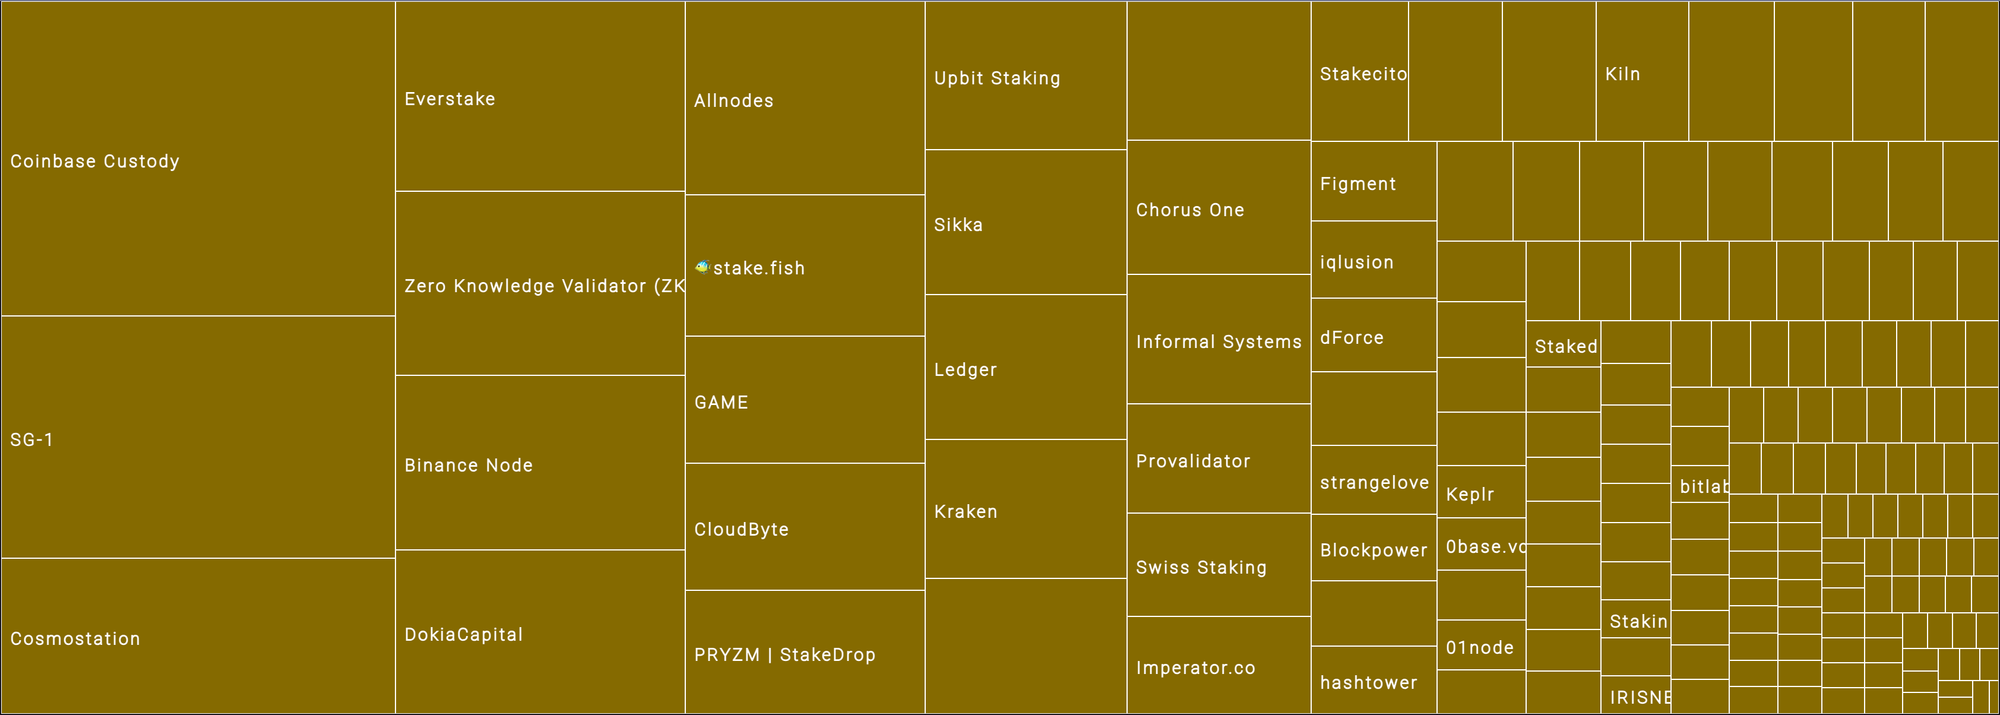 Coinbase Custody
SG-1
Cosmostation
Everstake
Zero Knowledge Validator (ZK
Binance Node
DokiaCapital
Allnodes
🐠stake.fish
GAME
CloudByte
PRYZM | StakeDrop
Upbit Staking
Sikka
Ledger
Kraken
Chorus One
Informal Systems
Provalidator
Swiss Staking
Imperator.co
Stakecito
Kiln
Figment
iqlusion
dForce
strangelove
Blockpower
hashtower
Keplr
0base.vc
01node
Staked
Stakin
IRISNE
bitlab